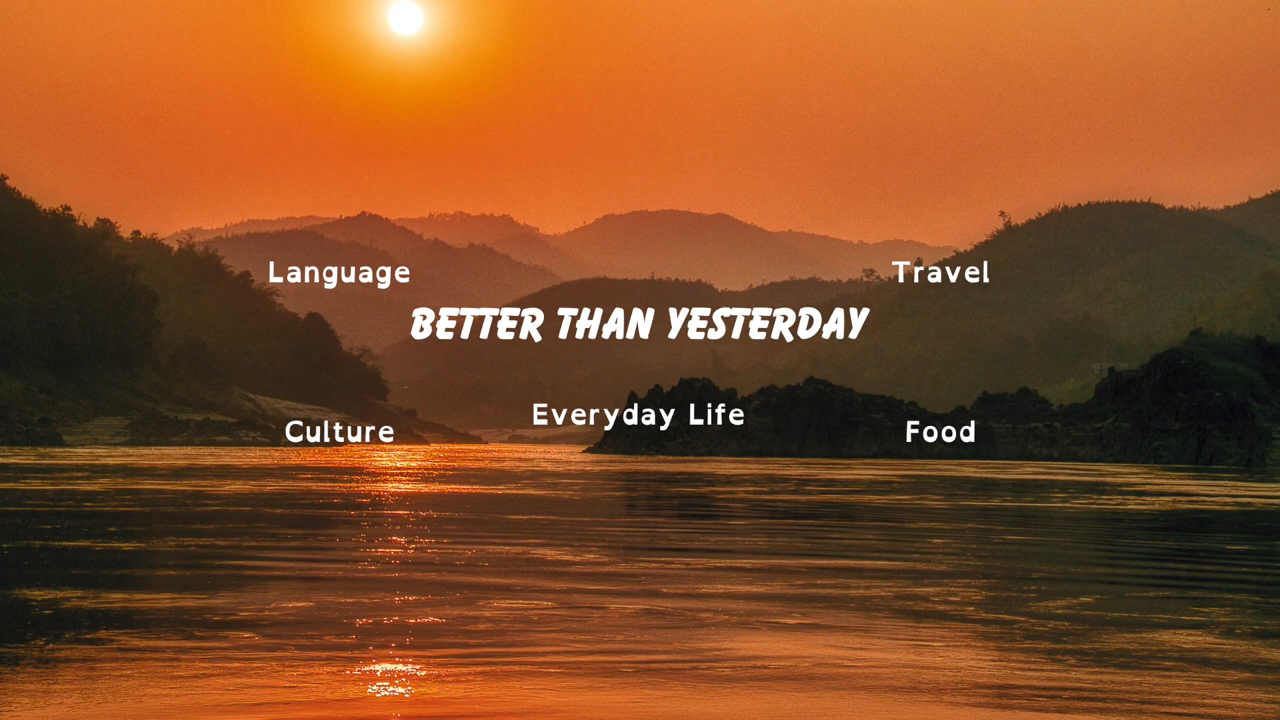 Language
Travel
BETTER THAN YESTERDAY
Everyday Life
Culture
Food